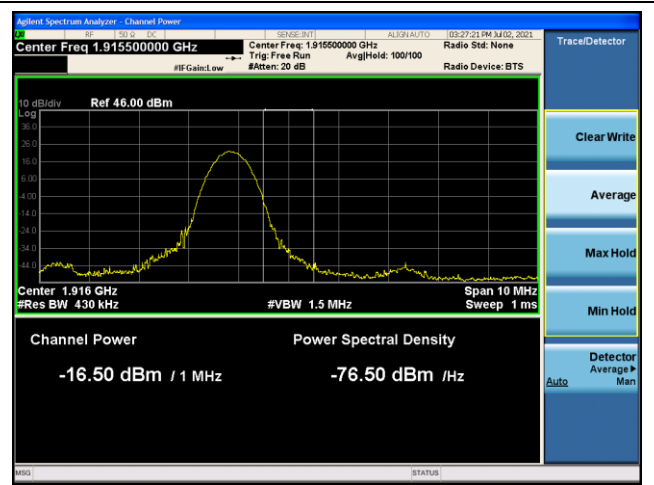 Agilent Spectrum Analyzer - Channel Power
RF 50 Ω DC SENSE:INT ALIGN AUTO 03:27:21 PM Jul 02, 2021
Center Freq 1.915500000 GHz
Center Freq: 1.915500000 GHz
Radio Std: None
Trig: Free Run Avg|Hold: 100/100
#IFGain:Low #Atten: 20 dB Radio Device: BTS
10 dB/div Ref 46.00 dBm
Log
36.0
26.0
16.0
6.00
-4.00
-14.0
-24.0
-34.0
-44.0
Center 1.916 GHz Span 10 MHz
#Res BW 430 kHz #VBW 1.5 MHz Sweep 1 ms
Channel Power Power Spectral Density
-16.50 dBm / 1 MHz -76.50 dBm /Hz
MSG STATUS
Trace/Detector
Clear Write
Average
Max Hold
Min Hold
Detector
Average
Auto Man